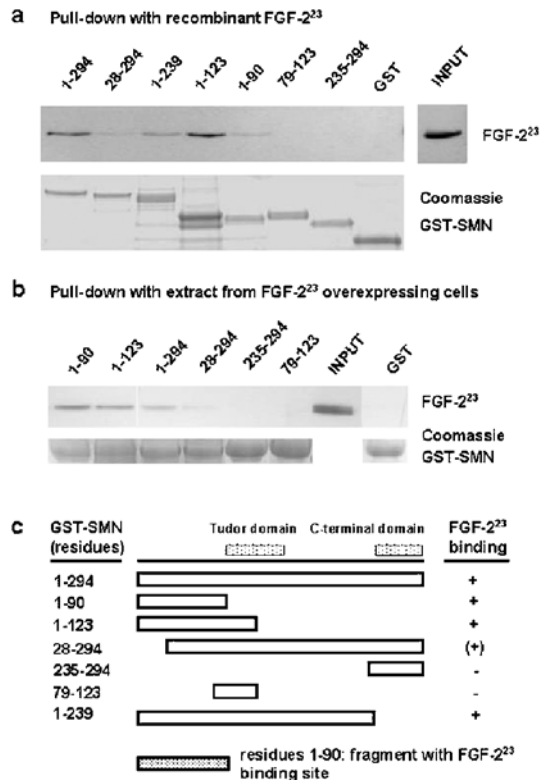 a Pull-down with recombinant FGF-2²³
1-294 28-294 1-239 1-123 1-90 79-123 235-294 GST INPUT
FGF-2²³
Coomassie
GST-SMN
b Pull-down with extract from FGF-2²³ overexpressing cells
1-90 1-123 1-294 28-294 235-294 79-123 INPUT GST
FGF-2²³
Coomassie
GST-SMN
c GST-SMN Tudor domain C-terminal domain FGF-2²³
(residues) binding
1-294 +
1-90 +
1-123 +
28-294 (+)
235-294 -
79-123 -
1-239 +
residues 1-90: fragment with FGF-2²³
binding site